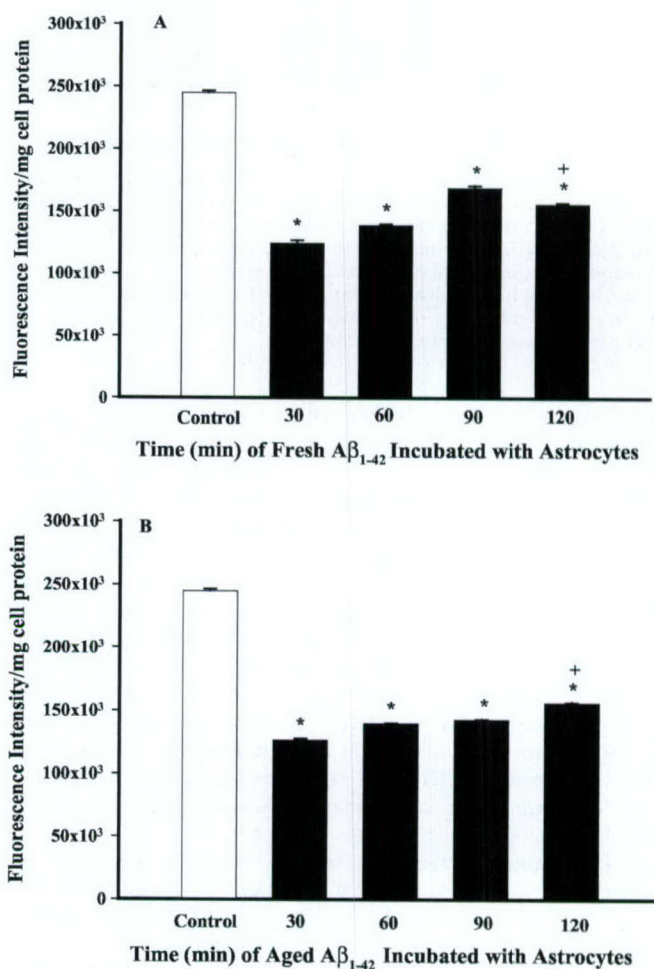 A
Fluorescence Intensity/mg cell protein
300x10³
250x10³
200x10³
150x10³
100x10³
50x10³
0
*
*
*
+
*
Control 30 60 90 120
Time (min) of Fresh Aβ₁₋₄₂ Incubated with Astrocytes
B
Fluorescence Intensity/mg cell protein
300x10³
250x10³
200x10³
150x10³
100x10³
50x10³
0
*
*
*
+
*
Control 30 60 90 120
Time (min) of Aged Aβ₁₋₄₂ Incubated with Astrocytes